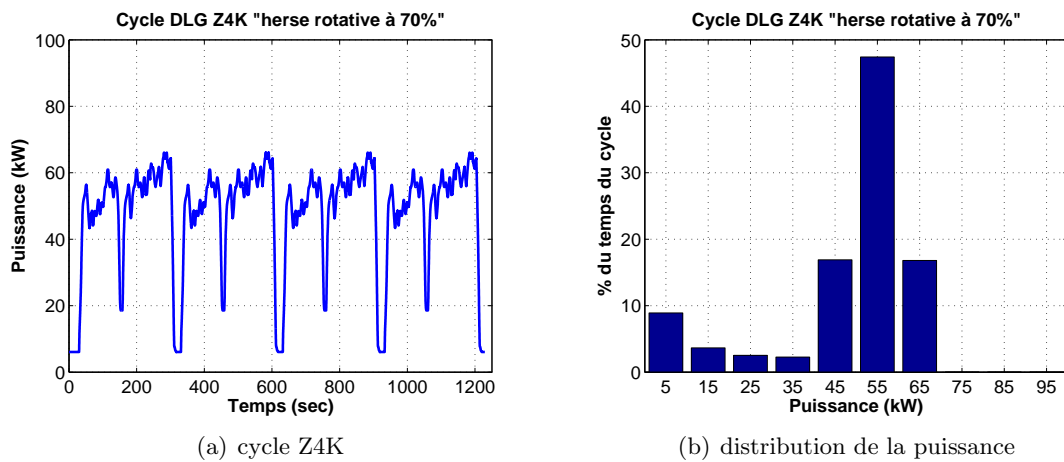 Cycle DLG Z4K "herse rotative à 70%"
100
80
60
40
20
0
Puissance (kW)
0 200 400 600 800 1000 1200
Temps (sec)
(a) cycle Z4K
Cycle DLG Z4K "herse rotative à 70%"
50
40
30
20
10
0
% du temps du cycle
5 15 25 35 45 55 65 75 85 95
Puissance (kW)
(b) distribution de la puissance